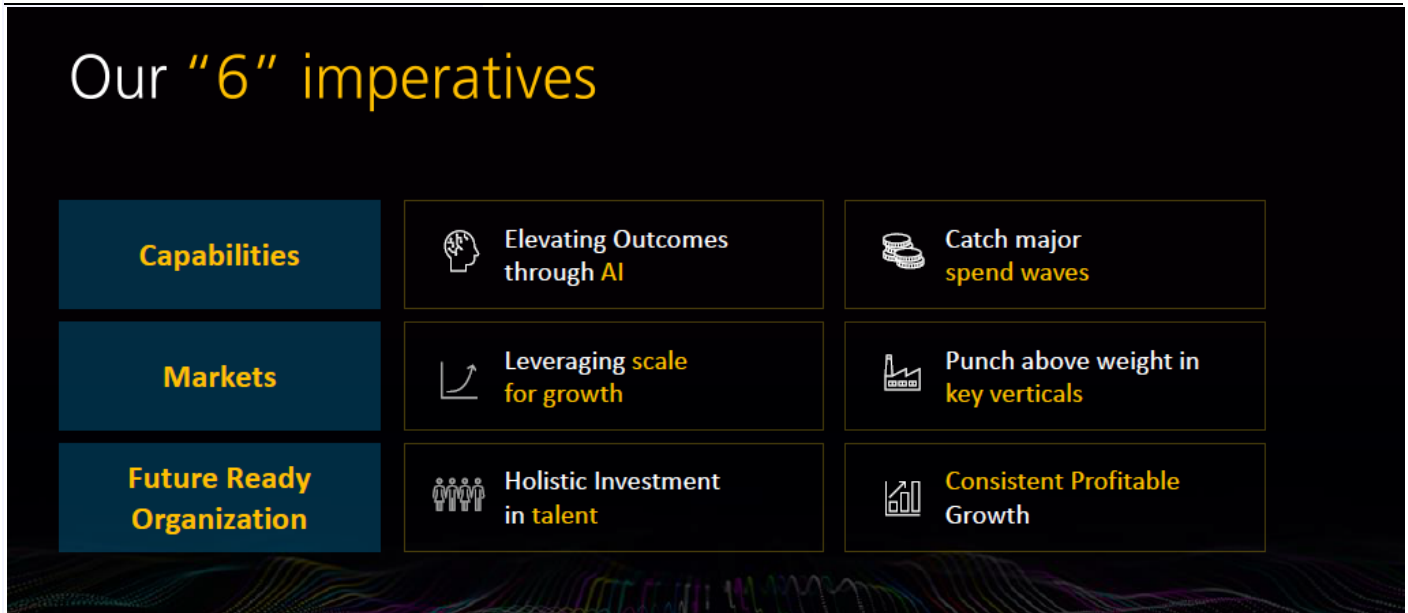 Our “6” imperatives
Capabilities
Elevating Outcomes
through AI
Catch major
spend waves
Markets
Leveraging scale
for growth
Punch above weight in
key verticals
Future Ready
Organization
Holistic Investment
in talent
Consistent Profitable
Growth